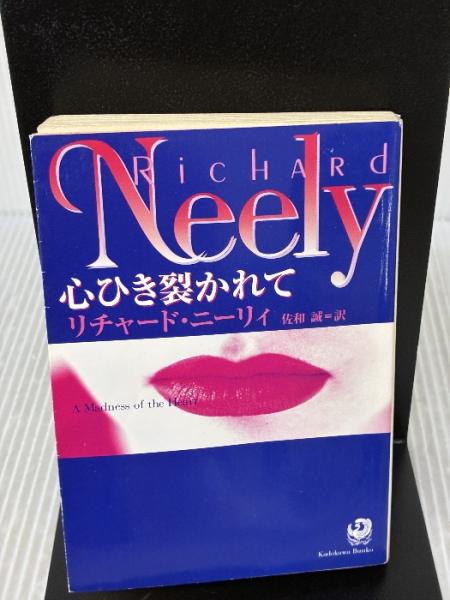 RicHARd
Neely
心ひき裂かれて
リチャード・ニーリィ 佐和 誠=訳
A Madness of the Heart
Kadokawa Bunko